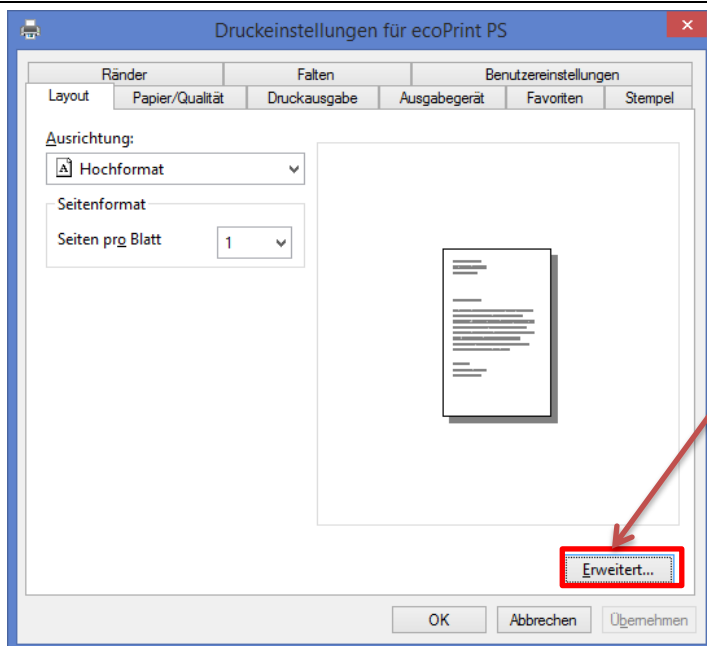 Druckeinstellungen für ecoPrint PS
Ränder Falten Benutzereinstellungen
Layout Papier/Qualität Druckausgabe Ausgabegerät Favoriten Stempel
Ausrichtung:
A Hochformat
Seitenformat
Seiten pro Blatt 1
Erweitert...
OK Abbrechen Übernehmen